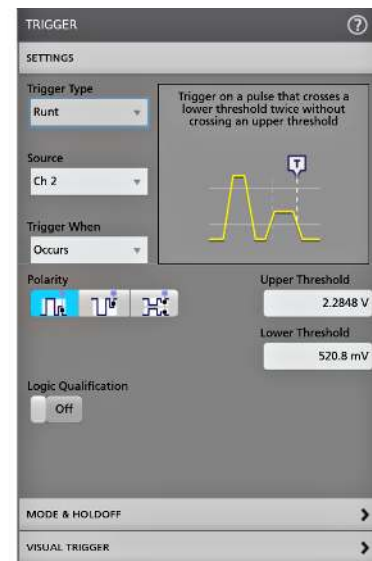 TRIGGER
?
SETTINGS
Trigger Type
Runt
Trigger on a pulse that crosses a
lower threshold twice without
crossing an upper threshold
T
Source
Ch 2
Trigger When
Occurs
Polarity
Upper Threshold
2.2848 V
Lower Threshold
520.8 mV
Logic Qualification
Off
MODE & HOLDOFF
VISUAL TRIGGER